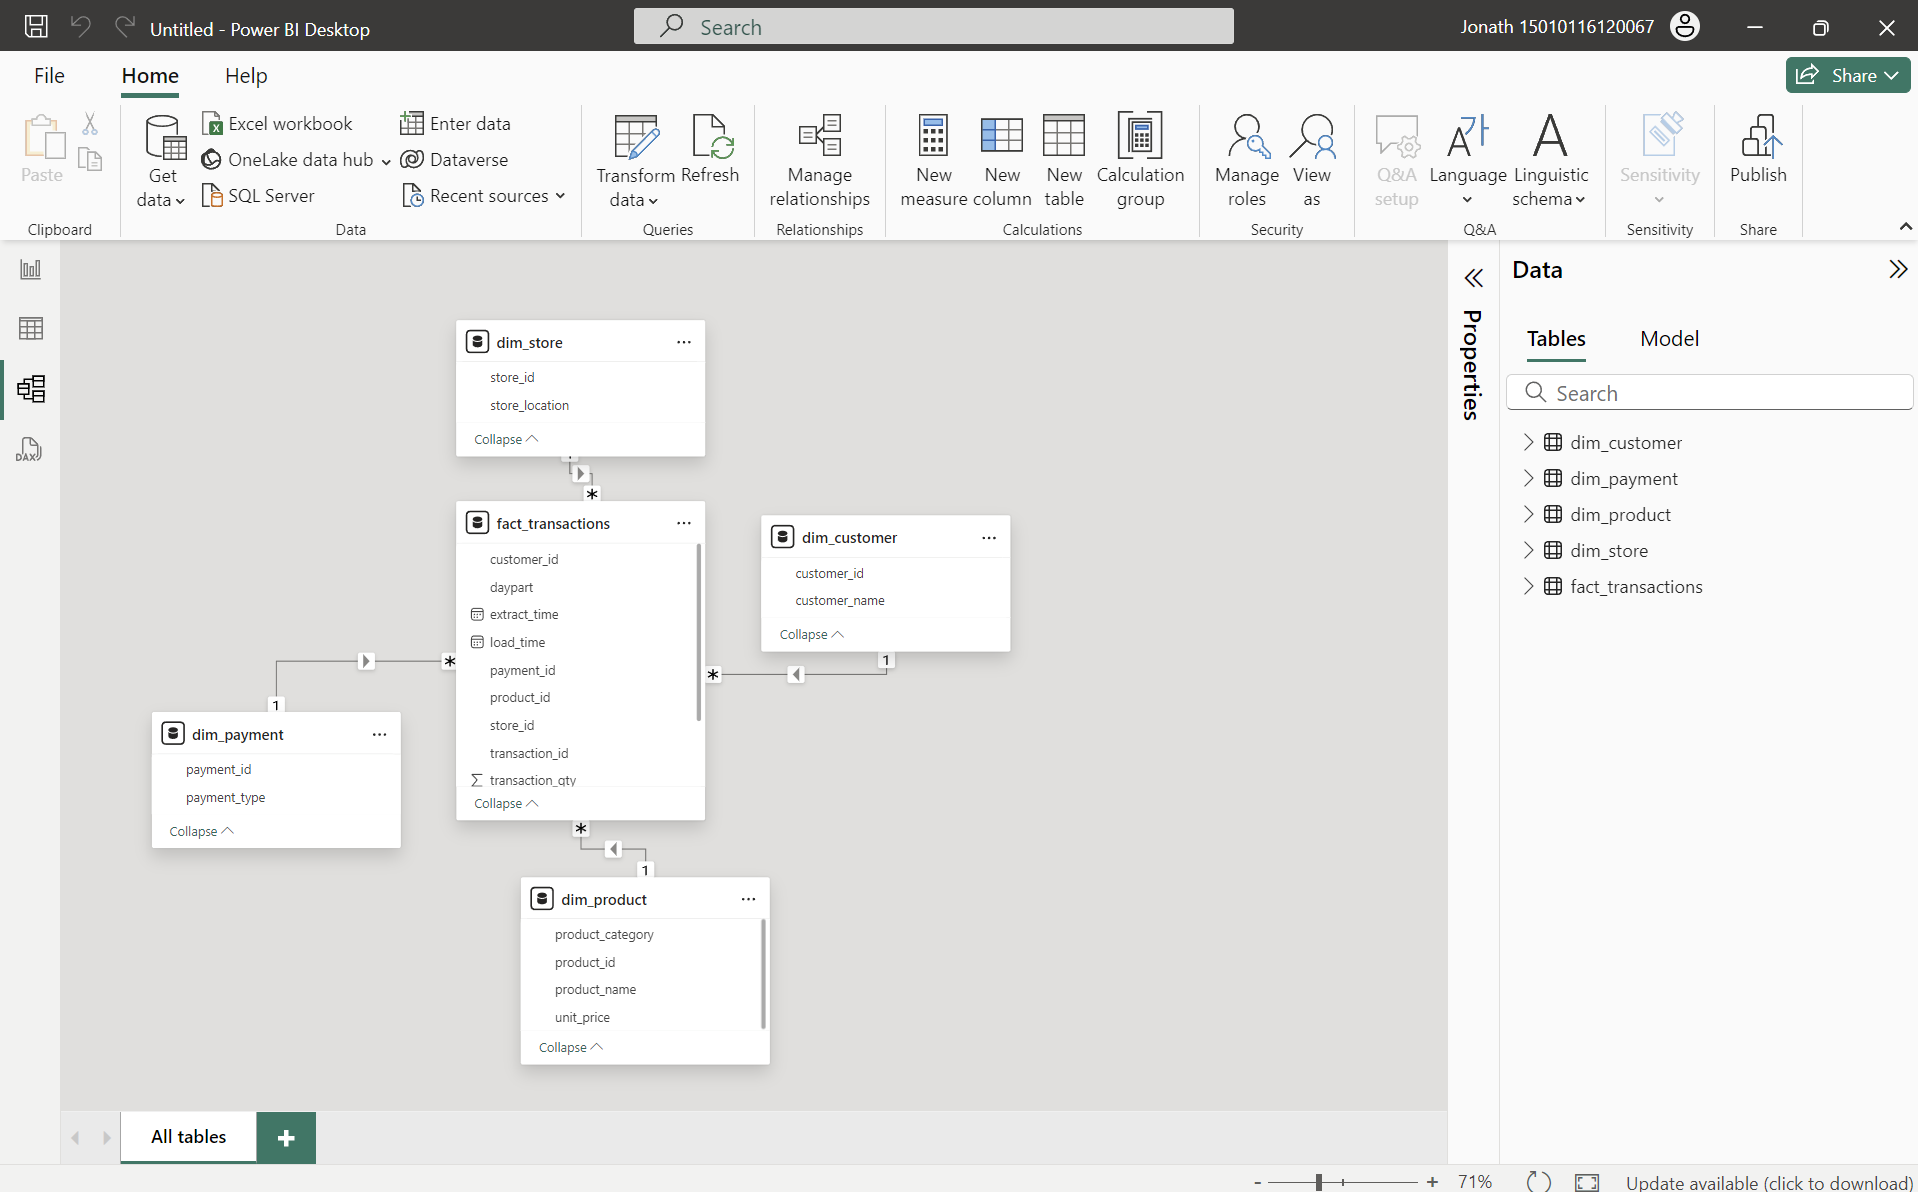 Untitled - Power BI Desktop
Search
Jonath 15010116120067
File
Home
Help
Share
Paste
Clipboard
Get data
Excel workbook
OneLake data hub
SQL Server
Enter data
Dataverse
Recent sources
Data
Transform data
Refresh
Queries
Manage relationships
Relationships
New measure
New column
New table
Calculation group
Calculations
Manage roles
View as
Security
Q&A setup
Language
Linguistic schema
Q&A
Sensitivity
Sensitivity
Publish
Share
DAX
dim_store
store_id
store_location
Collapse
*
fact_transactions
customer_id
daypart
extract_time
load_time
payment_id
product_id
store_id
transaction_id
transaction_qty
Collapse
dim_customer
customer_id
customer_name
Collapse
1
*
*
1
dim_payment
payment_id
payment_type
Collapse
*
1
dim_product
product_category
product_id
product_name
unit_price
Collapse
Properties
Data
Tables
Model
Search
dim_customer
dim_payment
dim_product
dim_store
fact_transactions
All tables
+
- + 71%
Update available (click to download)